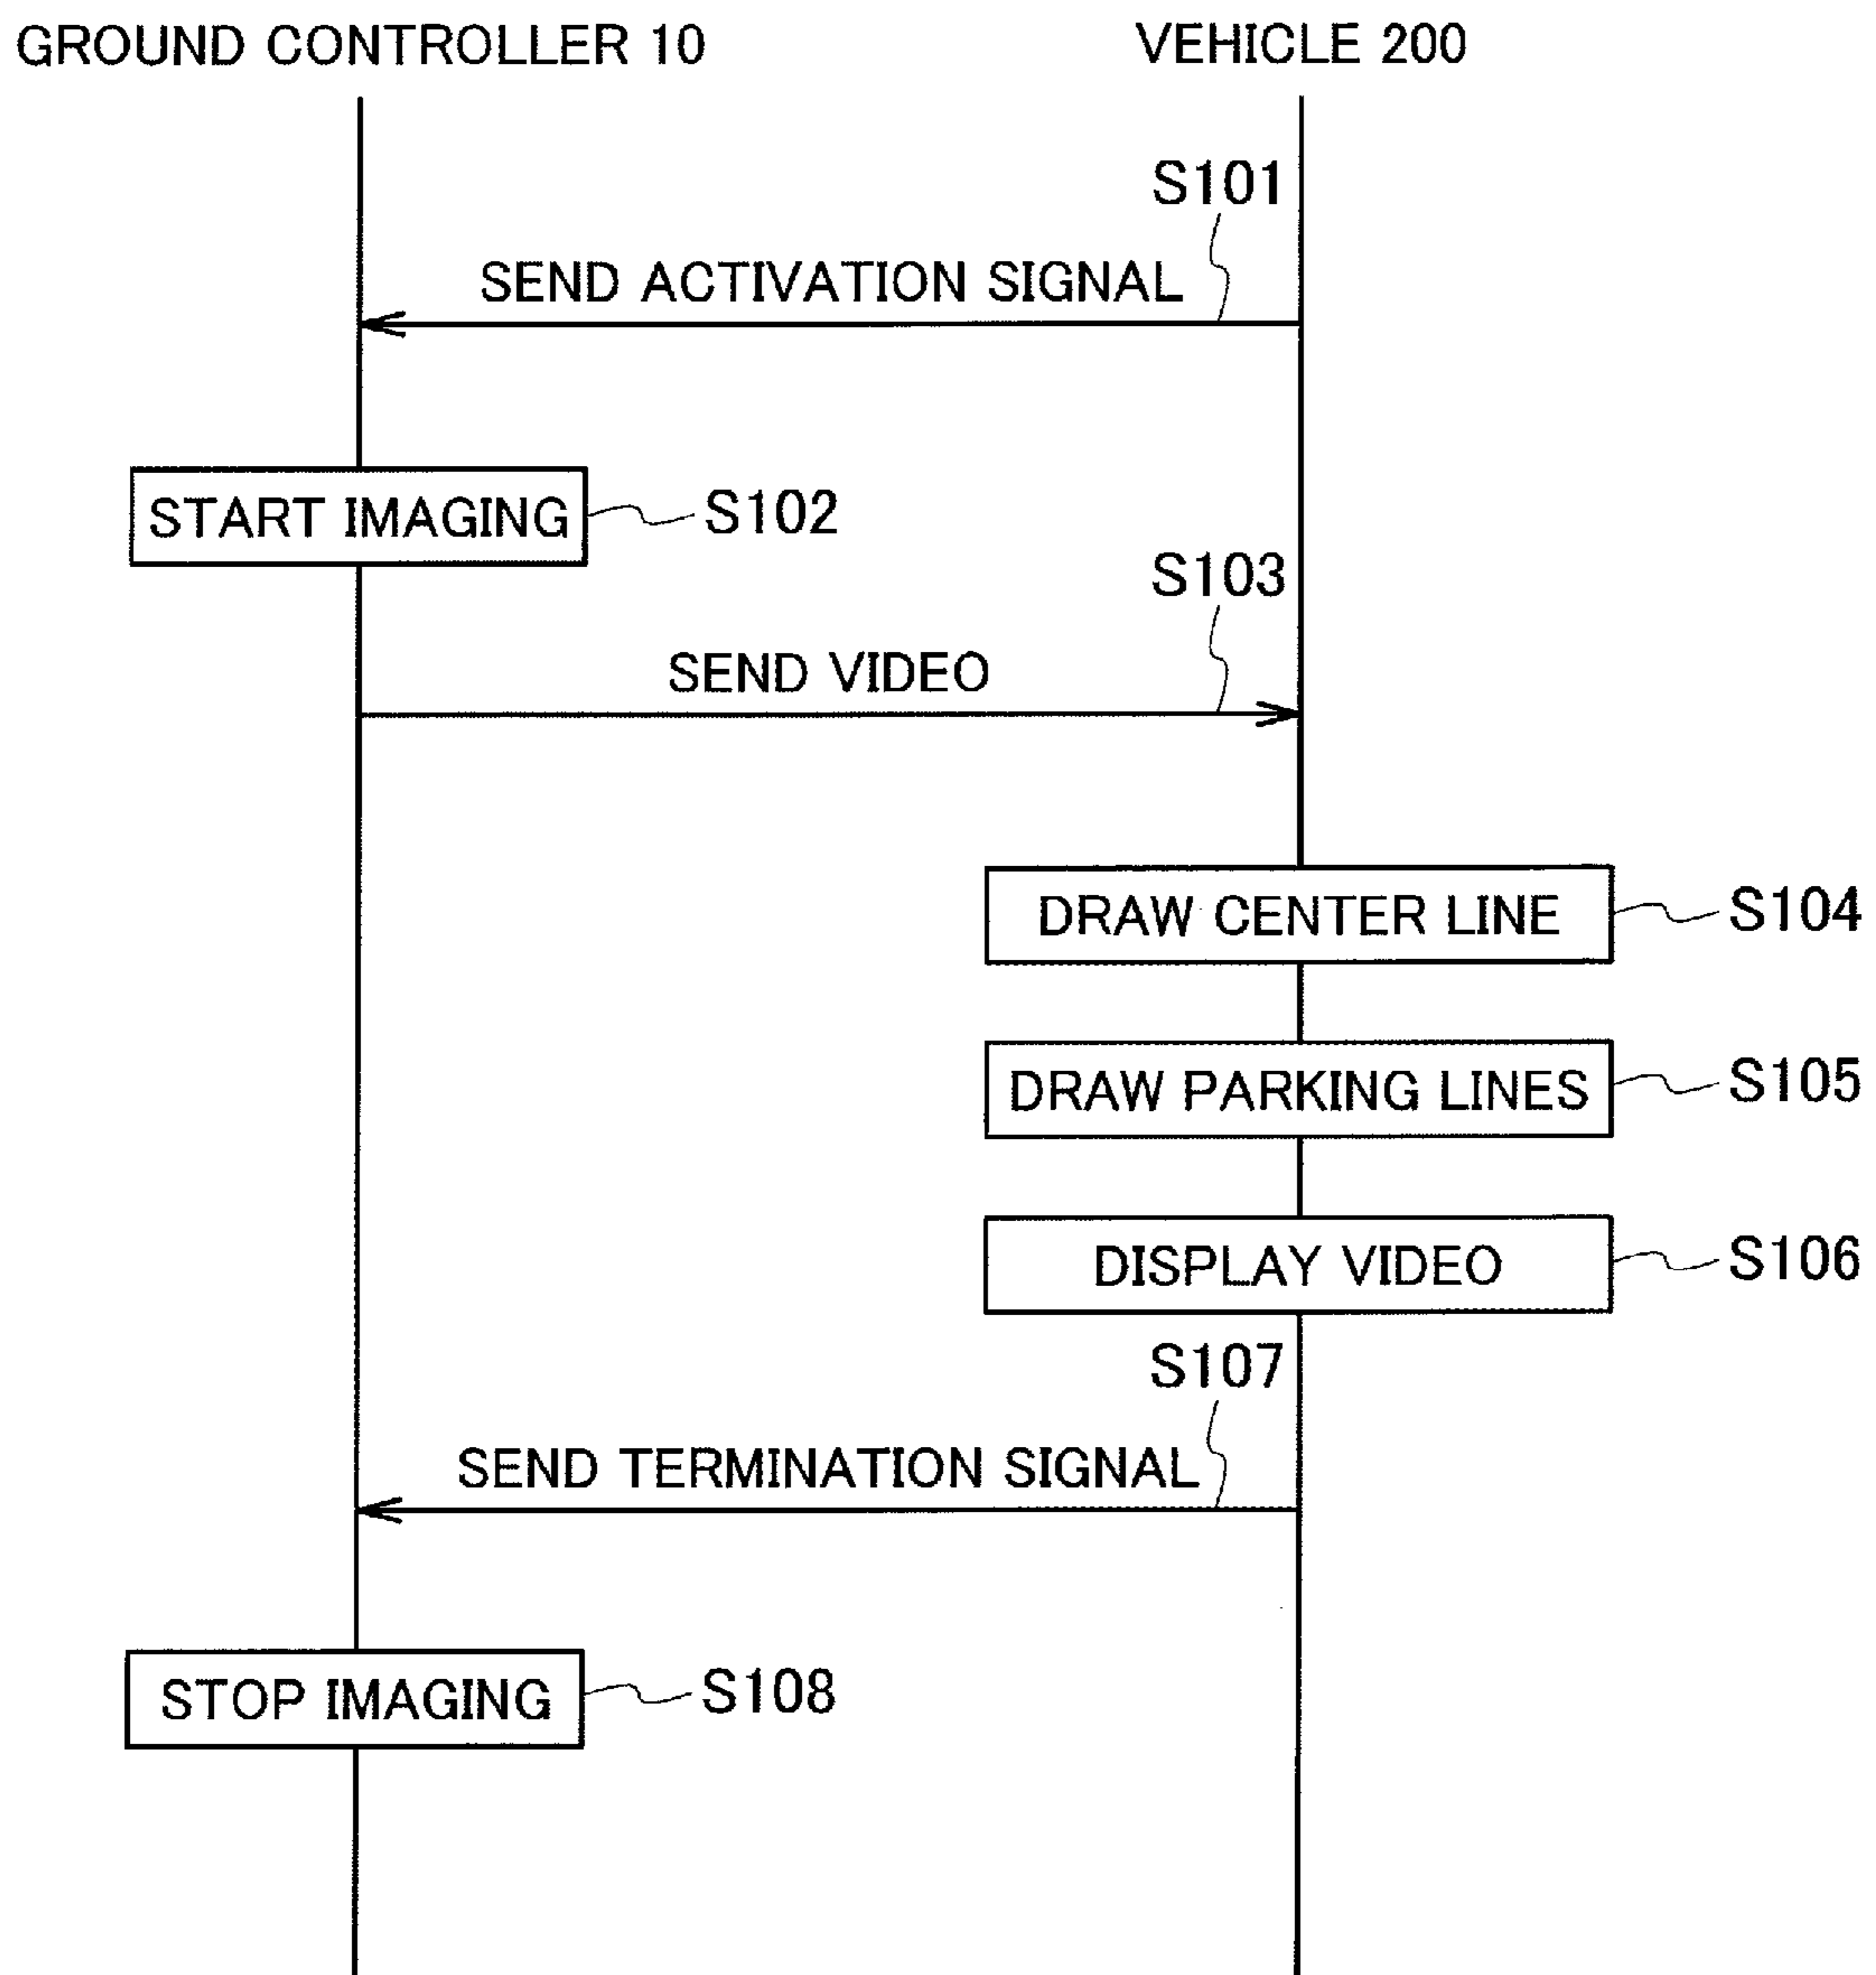 GROUND CONTROLLER 10
VEHICLE 200
S101
SEND ACTIVATION SIGNAL
START IMAGING
S102
S103
SEND VIDEO
DRAW CENTER LINE
S104
DRAW PARKING LINES
S105
DISPLAY VIDEO
S106
S107
SEND TERMINATION SIGNAL
STOP IMAGING
S108